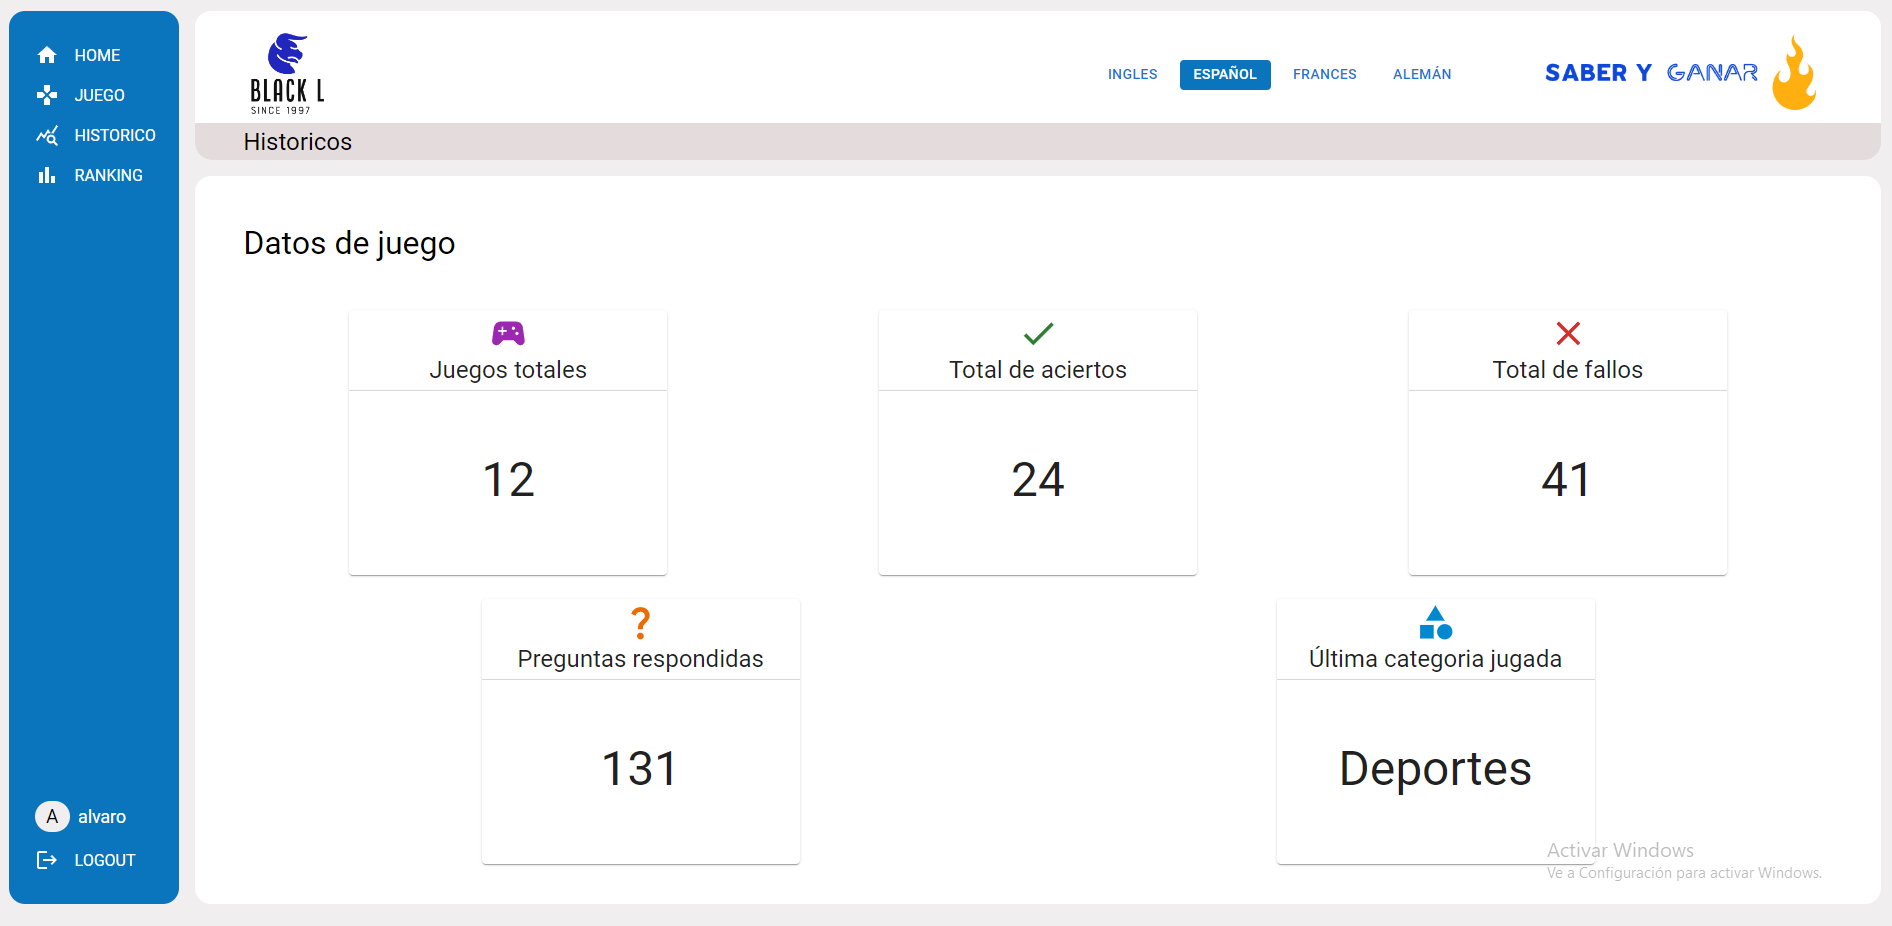 HOME
JUEGO
HISTORICO
RANKING
A alvaro
LOGOUT
BLACK L
SINCE 1997
INGLES ESPAÑOL FRANCES ALEMÁN
SABER Y GANAR
Historicos
Datos de juego
Juegos totales
12
Total de aciertos
24
Total de fallos
41
Preguntas respondidas
131
Última categoria jugada
Deportes
Activar Windows
Ve a Configuración para activar Windows.